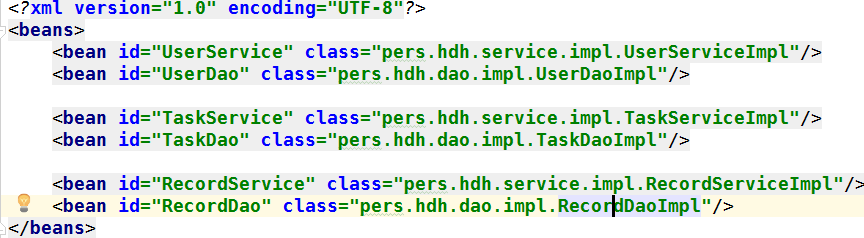 <?xml version="1.0" encoding="UTF-8"?>
<beans>
<bean id="UserService" class="pers.hdh.service.impl.UserServiceImpl"/>
<bean id="UserDao" class="pers.hdh.dao.impl.UserDaoImpl"/>
<bean id="TaskService" class="pers.hdh.service.impl.TaskServiceImpl"/>
<bean id="TaskDao" class="pers.hdh.dao.impl.TaskDaoImpl"/>
<bean id="RecordService" class="pers.hdh.service.impl.RecordServiceImpl"/>
<bean id="RecordDao" class="pers.hdh.dao.impl.RecordDaoImpl"/>
</beans>